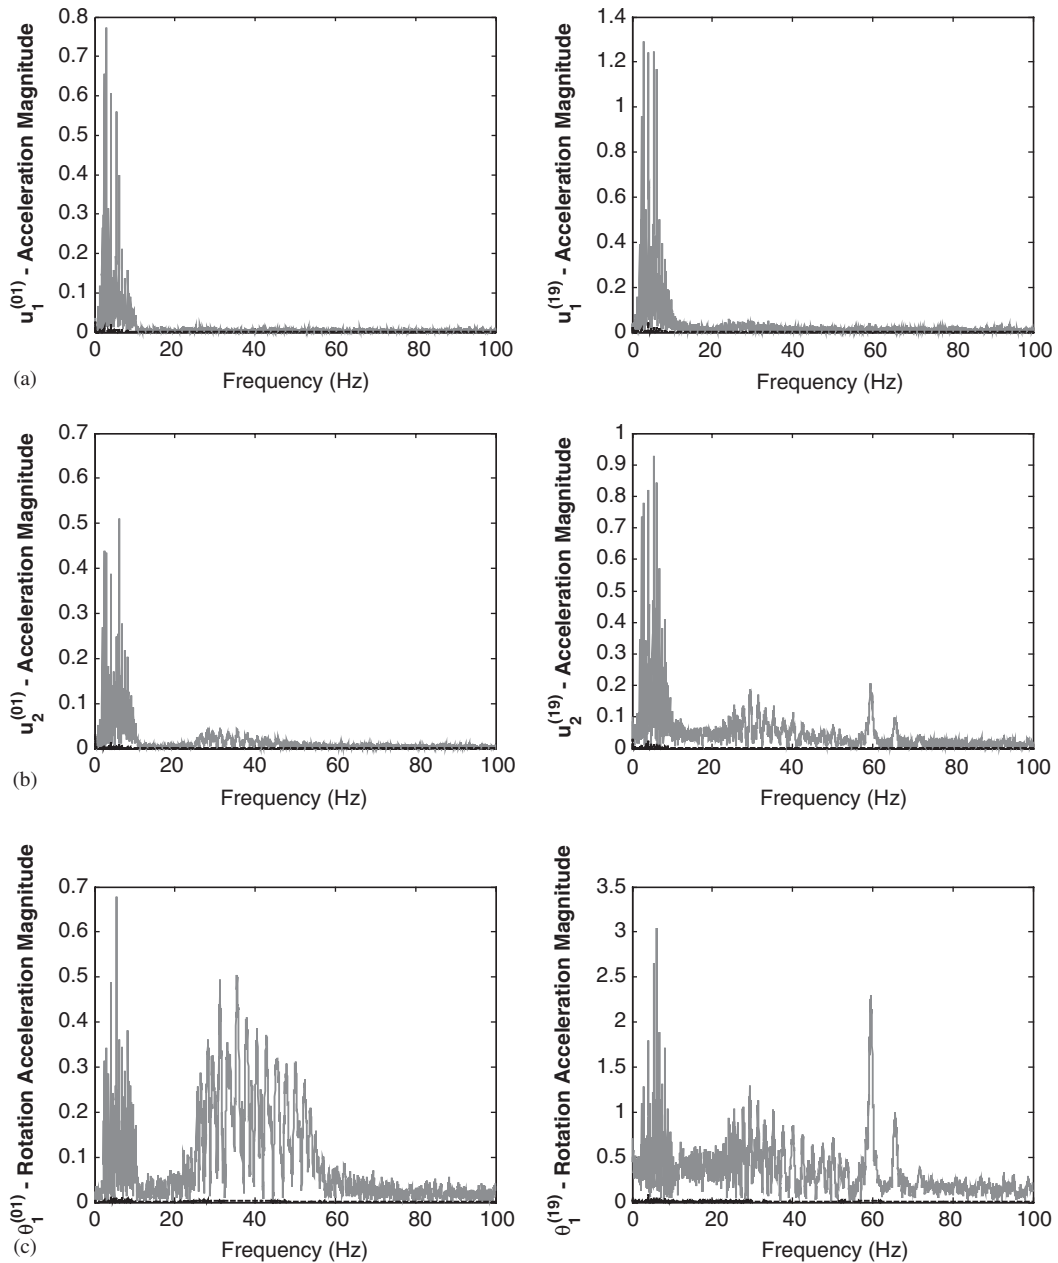 u₁⁽⁰¹⁾ - Acceleration Magnitude
0.8
0.7
0.6
0.5
0.4
0.3
0.2
0.1
0
0 20 40 60 80 100
Frequency (Hz)
u₁⁽¹⁹⁾ - Acceleration Magnitude
1.4
1.2
1
0.8
0.6
0.4
0.2
0
0 20 40 60 80 100
Frequency (Hz)
(a)
u₂⁽⁰¹⁾ - Acceleration Magnitude
0.7
0.6
0.5
0.4
0.3
0.2
0.1
0
0 20 40 60 80 100
Frequency (Hz)
u₂⁽¹⁹⁾ - Acceleration Magnitude
1
0.9
0.8
0.7
0.6
0.5
0.4
0.3
0.2
0.1
0
0 20 40 60 80 100
Frequency (Hz)
(b)
θ₁⁽⁰¹⁾ - Rotation Acceleration Magnitude
0.7
0.6
0.5
0.4
0.3
0.2
0.1
0
0 20 40 60 80 100
Frequency (Hz)
θ₁⁽¹⁹⁾ - Rotation Acceleration Magnitude
3.5
3
2.5
2
1.5
1
0.5
0
0 20 40 60 80 100
Frequency (Hz)
(c)